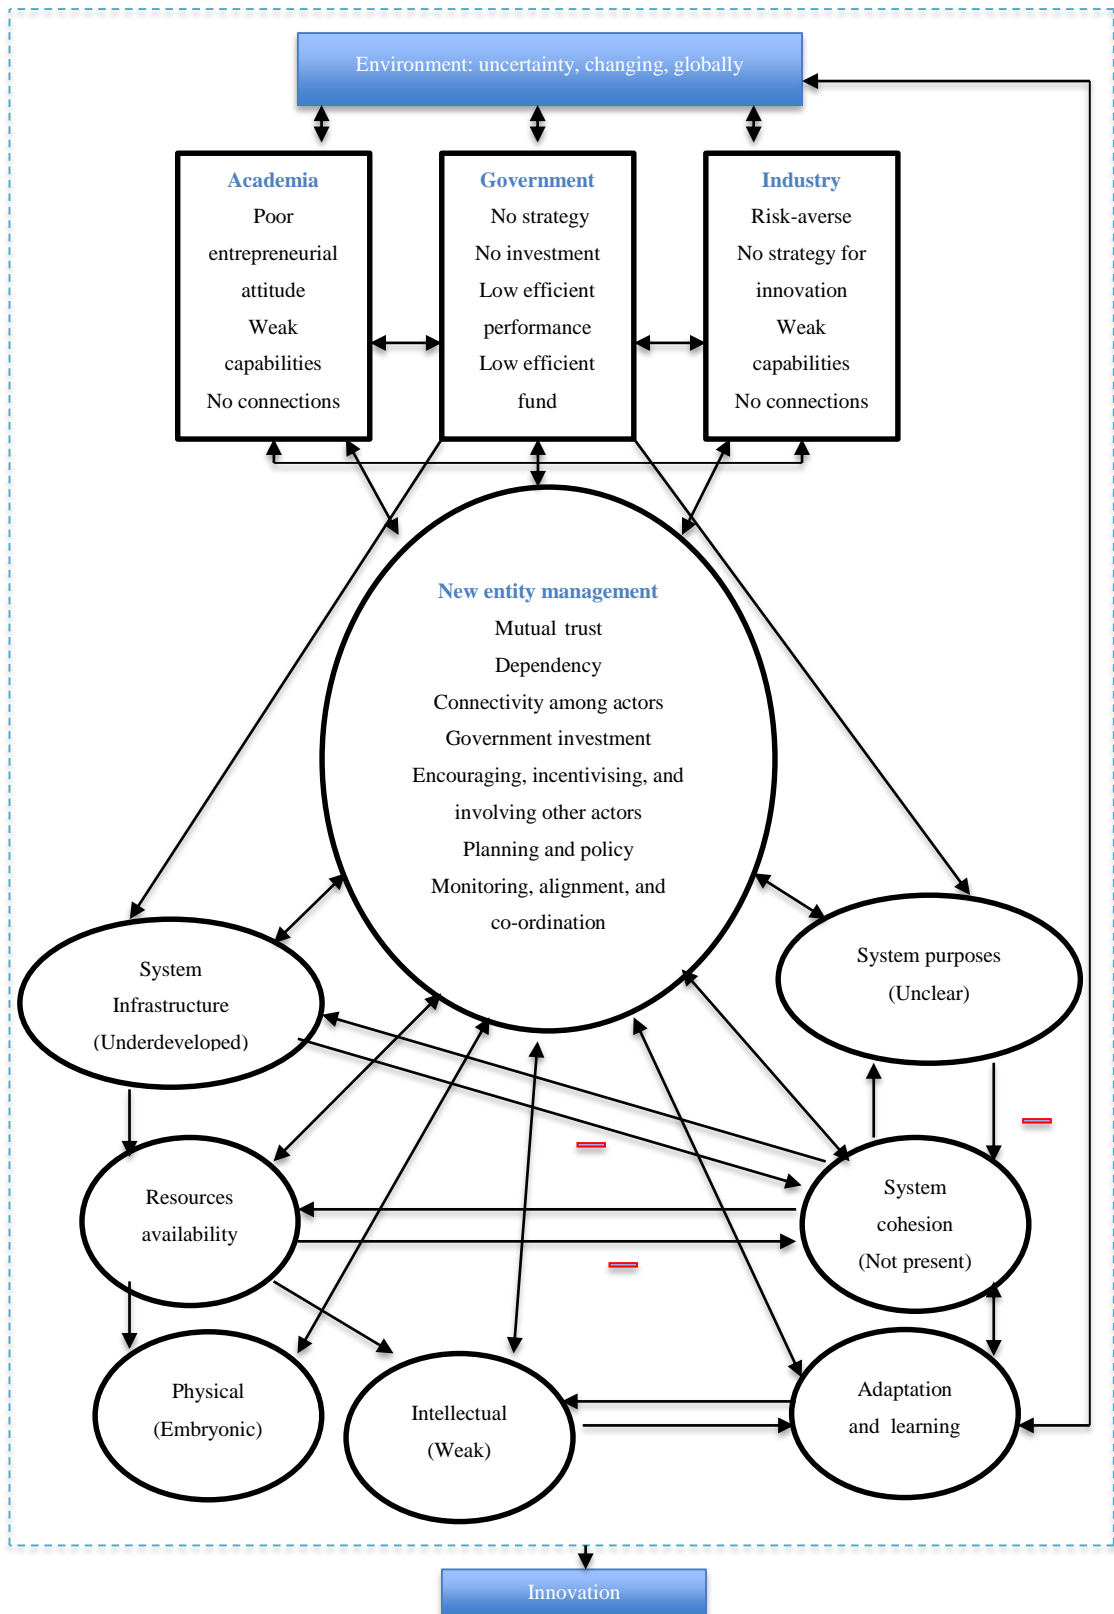 Environment: uncertainty, changing, globally
Academia
Poor
entrepreneurial
attitude
Weak
capabilities
No connections
Government
No strategy
No investment
Low efficient
performance
Low efficient
fund
Industry
Risk-averse
No strategy for
innovation
Weak
capabilities
No connections
New entity management
Mutual trust
Dependency
Connectivity among actors
Government investment
Encouraging, incentivising, and
involving other actors
Planning and policy
Monitoring, alignment, and
co-ordination
System
Infrastructure
(Underdeveloped)
System purposes
(Unclear)
Resources
availability
System
cohesion
(Not present)
Physical
(Embryonic)
Intellectual
(Weak)
Adaptation
and learning
Innovation